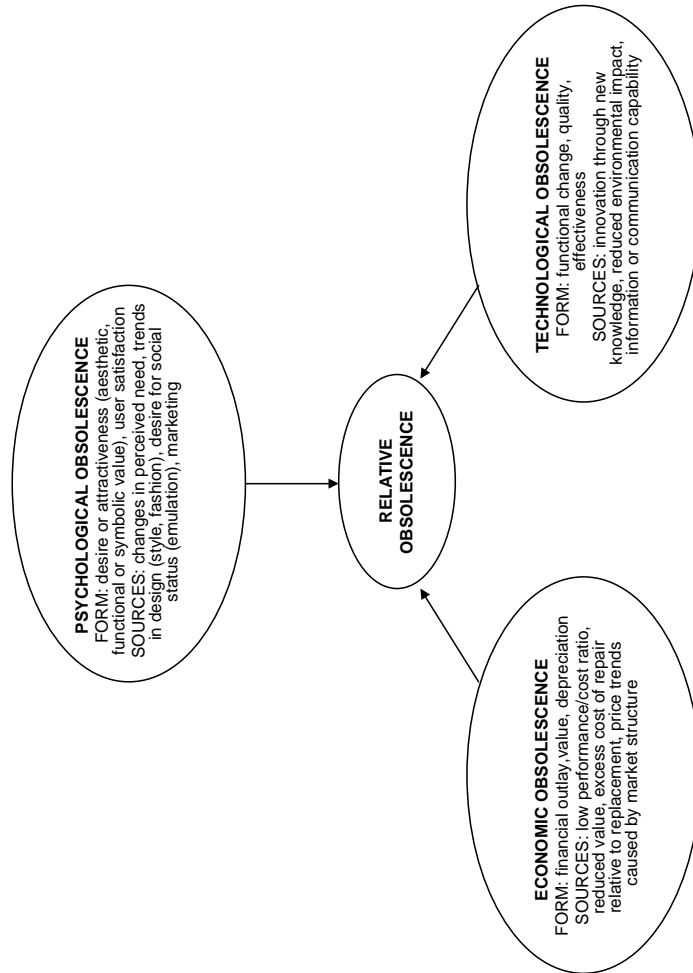 PSYCHOLOGICAL OBSOLESCENCE
FORM: desire or attractiveness (aesthetic,
functional or symbolic value), user satisfaction
SOURCES: changes in perceived need, trends
in design (style, fashion), desire for social
status (emulation), marketing
RELATIVE
OBSOLESCENCE
ECONOMIC OBSOLESCENCE
FORM: financial outlay,value, depreciation
SOURCES: low performance/cost ratio,
reduced value, excess cost of repair
relative to replacement, price trends
caused by market structure
TECHNOLOGICAL OBSOLESCENCE
FORM: functional change, quality,
effectiveness
SOURCES: innovation through new
knowledge, reduced environmental impact,
information or communication capability